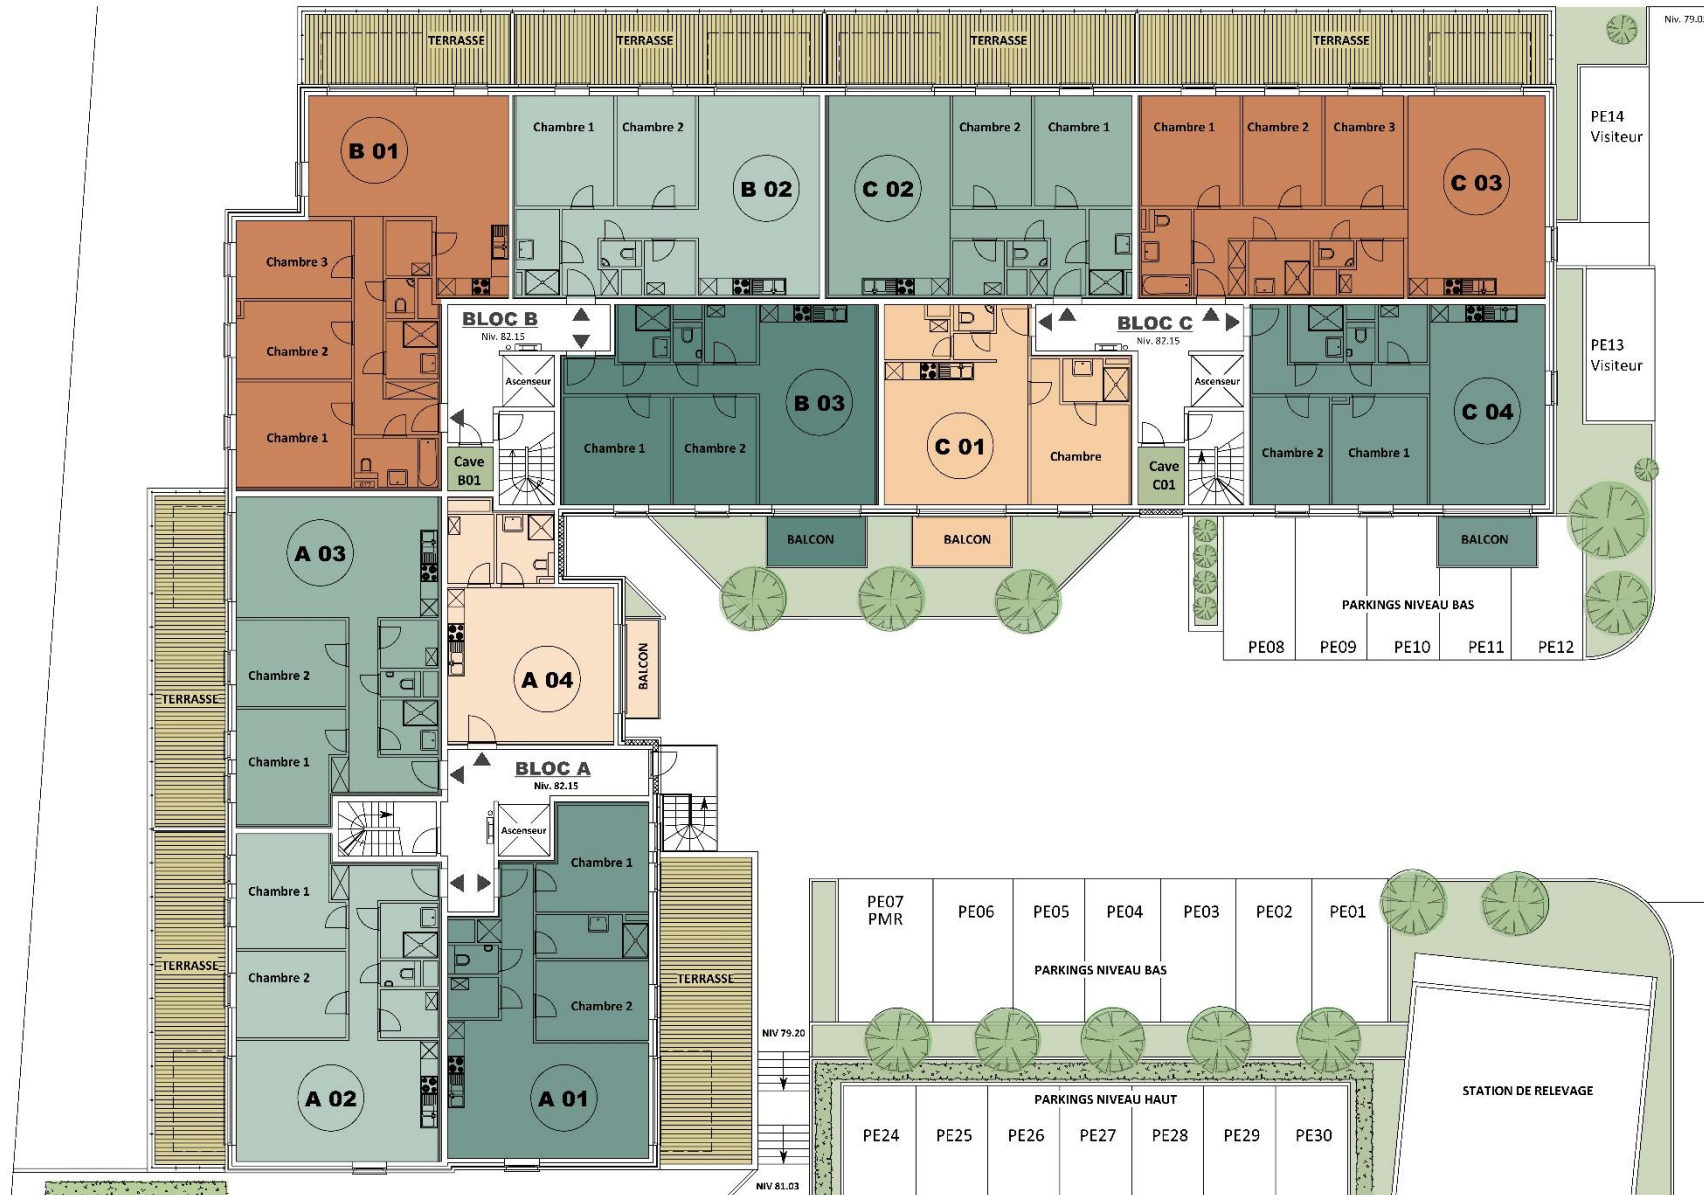 TERRASSE
TERRASSE
TERRASSE
TERRASSE
PE14
Visiteur
B 01
Chambre 1
Chambre 2
B 02
C 02
Chambre 2
Chambre 1
Chambre 1
Chambre 2
Chambre 3
C 03
Chambre 3
Chambre 2
Chambre 1
BLOC B
Niv. 82.15
Ascenseur
Cave
B01
Chambre 1
Chambre 2
B 03
C 01
Chambre
BLOC C
Niv. 82.15
Ascenseur
Cave
C01
Chambre 2
Chambre 1
C 04
PE13
Visiteur
BALCON
BALCON
BALCON
PARKINGS NIVEAU BAS
PE08
PE09
PE10
PE11
PE12
A 03
Chambre 2
Chambre 1
TERRASSE
A 04
BALCON
BLOC A
Niv. 82.15
Ascenseur
Chambre 1
Chambre 2
A 02
TERRASSE
Chambre 1
Chambre 2
A 01
TERRASSE
PE07
PMR
PE06
PE05
PE04
PE03
PE02
PE01
PARKINGS NIVEAU BAS
NIV 79.20
PARKINGS NIVEAU HAUT
PE24
PE25
PE26
PE27
PE28
PE29
PE30
NIV 81.03
STATION DE RELEVAGE